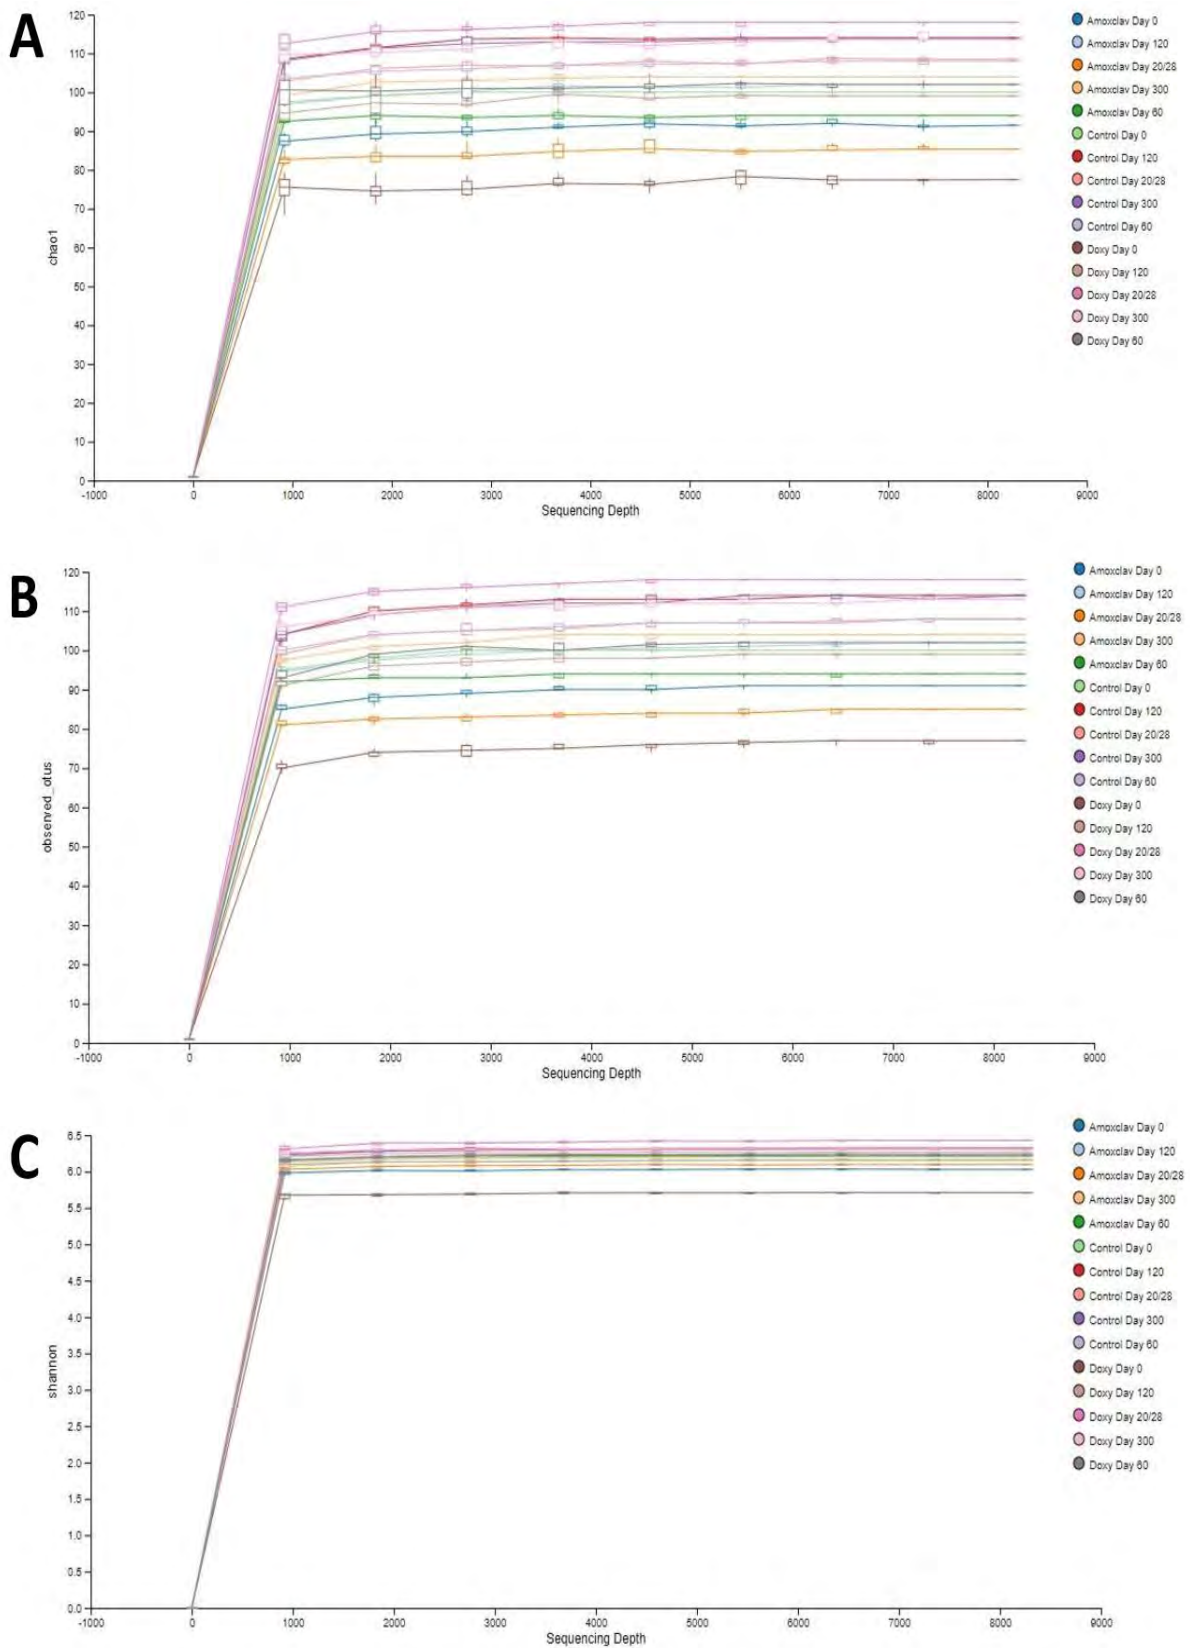 A
120
110
100
90
80
70
60
50
40
30
20
10
0
chao1
-1000 0 1000 2000 3000 4000 5000 6000 7000 8000 9000
Sequencing Depth
Amoxclav Day 0
Amoxclav Day 120
Amoxclav Day 20/28
Amoxclav Day 300
Amoxclav Day 60
Control Day 0
Control Day 120
Control Day 20/28
Control Day 300
Control Day 60
Doxy Day 0
Doxy Day 120
Doxy Day 20/28
Doxy Day 300
Doxy Day 60
B
120
110
100
90
80
70
60
50
40
30
20
10
0
observed_otus
-1000 0 1000 2000 3000 4000 5000 6000 7000 8000 9000
Sequencing Depth
Amoxclav Day 0
Amoxclav Day 120
Amoxclav Day 20/28
Amoxclav Day 300
Amoxclav Day 60
Control Day 0
Control Day 120
Control Day 20/28
Control Day 300
Control Day 60
Doxy Day 0
Doxy Day 120
Doxy Day 20/28
Doxy Day 300
Doxy Day 60
C
6.5
6.0
5.5
5.0
4.5
4.0
3.5
3.0
2.5
2.0
1.5
1.0
0.5
0.0
shannon
-1000 0 1000 2000 3000 4000 5000 6000 7000 8000 9000
Sequencing Depth
Amoxclav Day 0
Amoxclav Day 120
Amoxclav Day 20/28
Amoxclav Day 300
Amoxclav Day 60
Control Day 0
Control Day 120
Control Day 20/28
Control Day 300
Control Day 60
Doxy Day 0
Doxy Day 120
Doxy Day 20/28
Doxy Day 300
Doxy Day 60